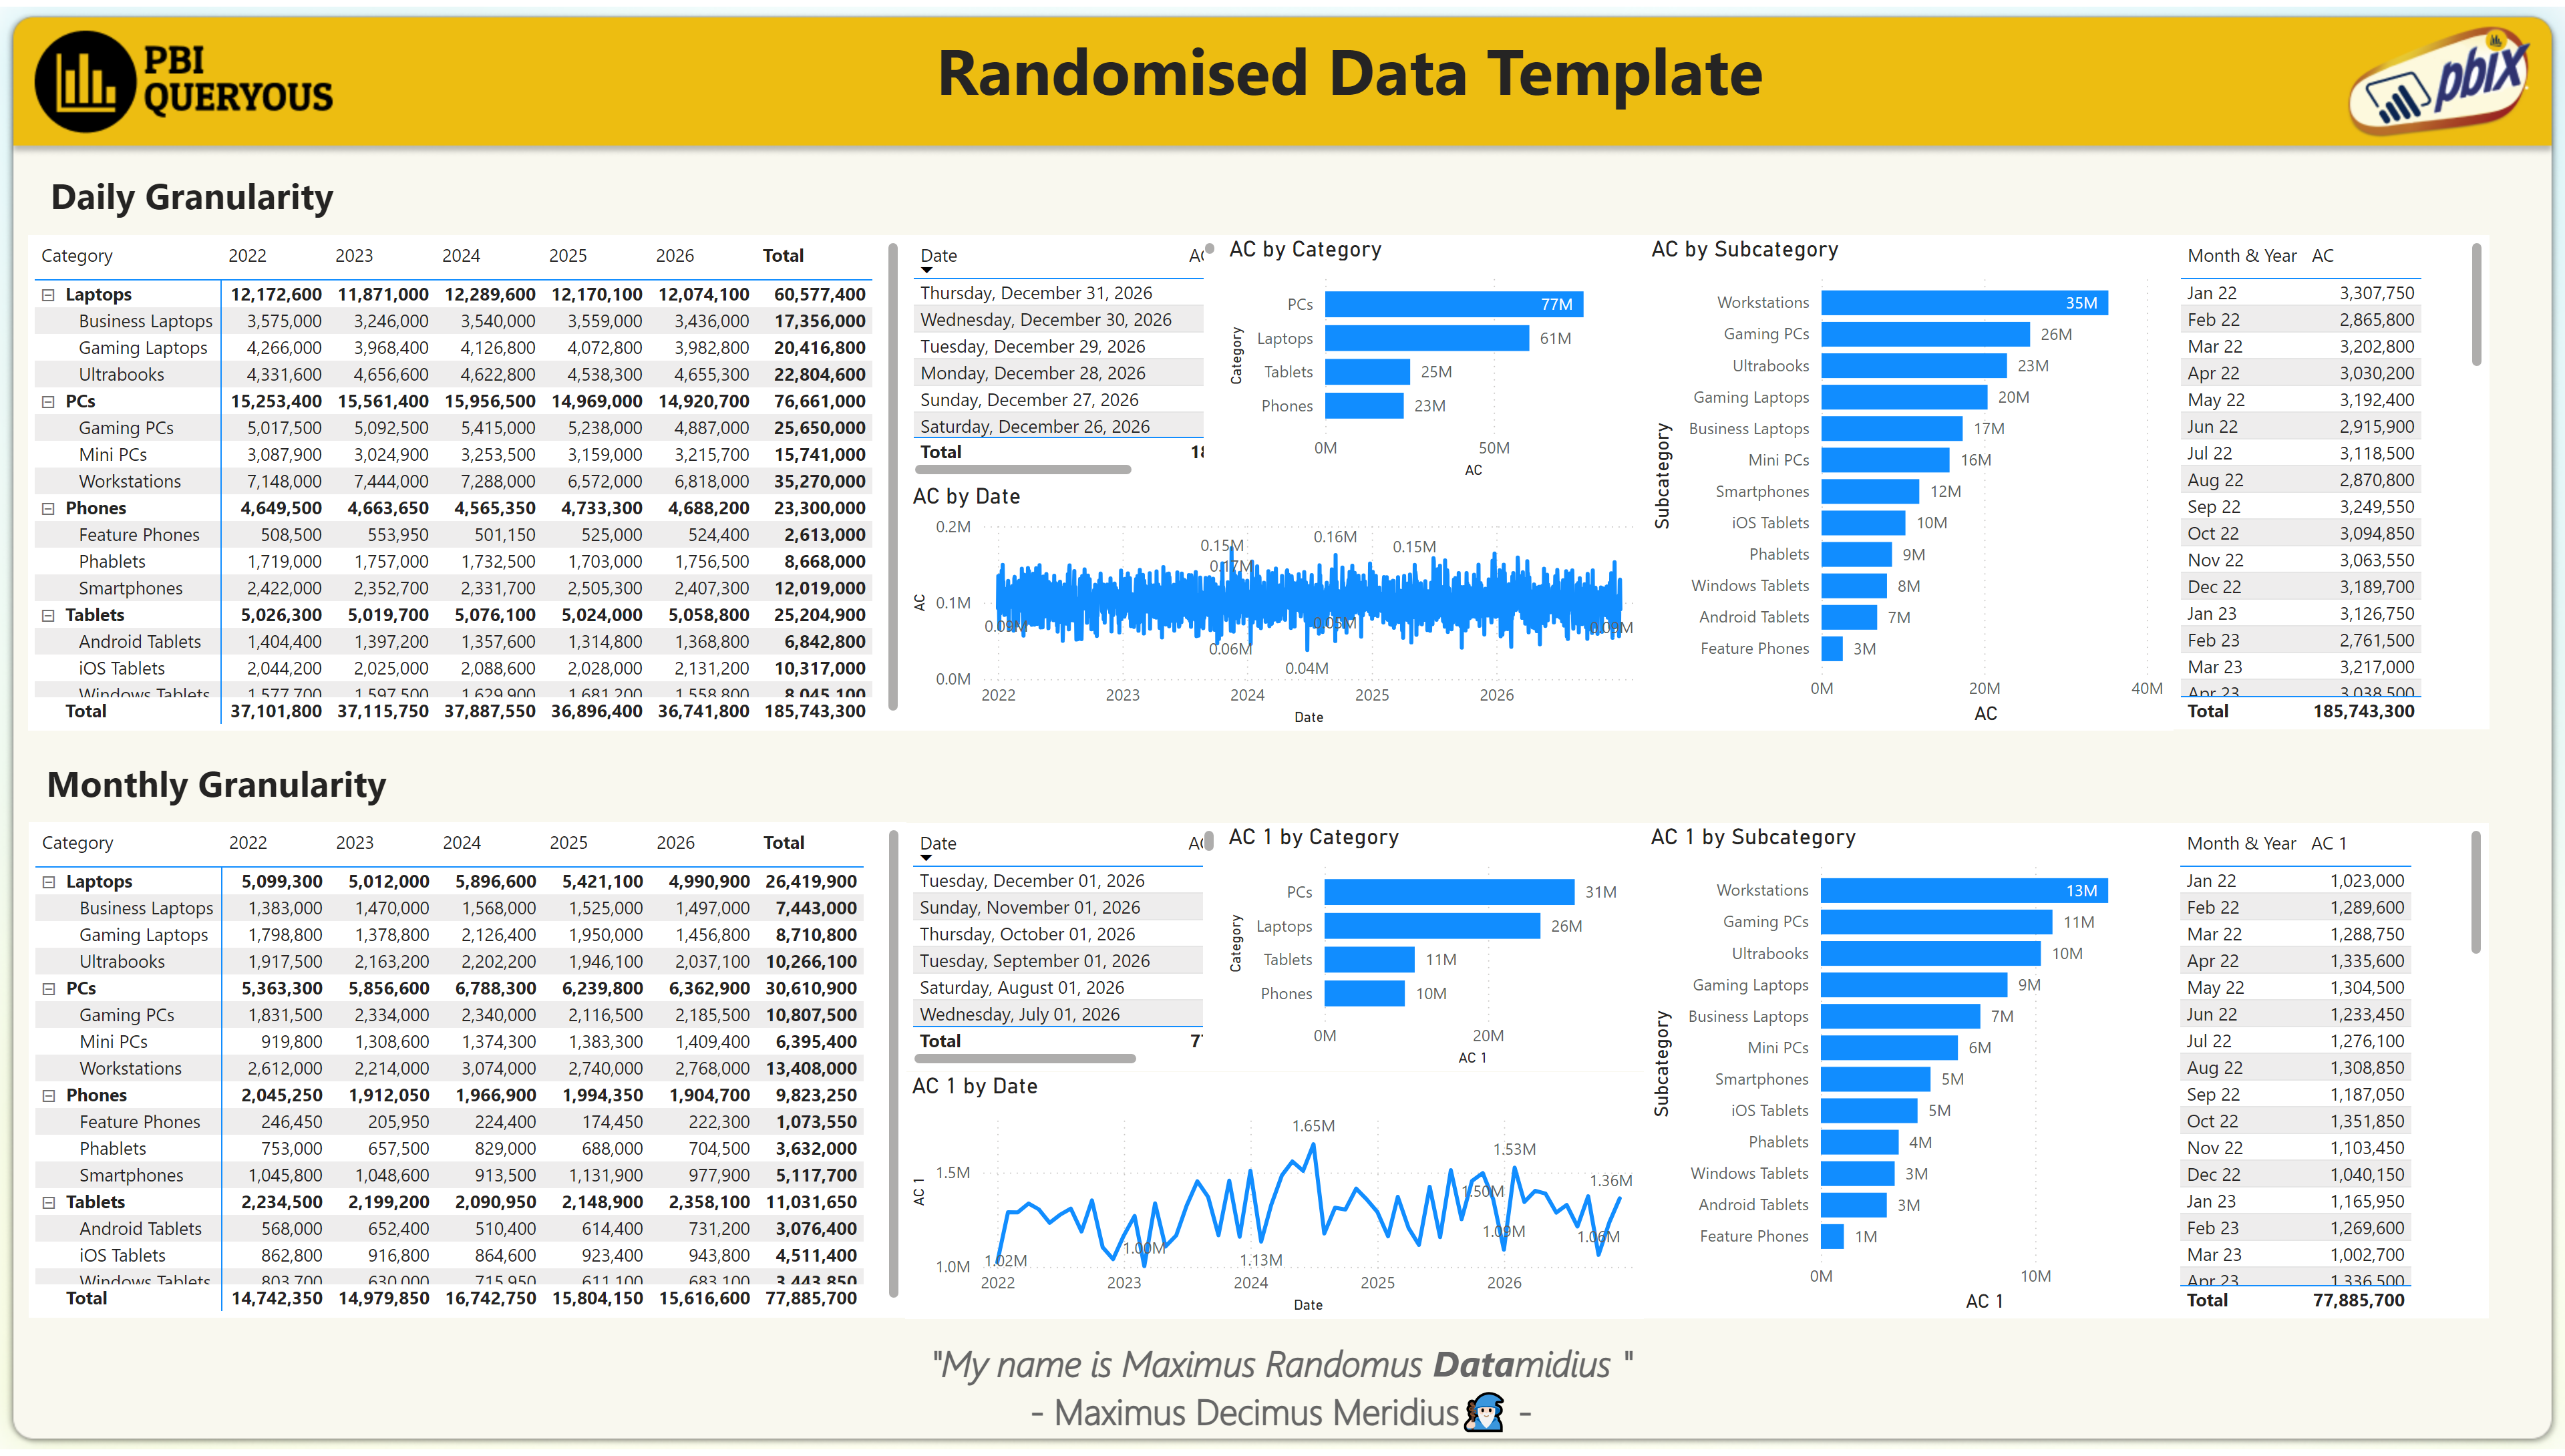 PBI
QUERYOUS
Randomised Data Template
pbix
Daily Granularity
Category 2022 2023 2024 2025 2026 Total
Laptops 12,172,600 11,871,000 12,289,600 12,170,100 12,074,100 60,577,400
Business Laptops 3,575,000 3,246,000 3,540,000 3,559,000 3,436,000 17,356,000
Gaming Laptops 4,266,000 3,968,400 4,126,800 4,072,800 3,982,800 20,416,800
Ultrabooks 4,331,600 4,656,600 4,622,800 4,538,300 4,655,300 22,804,600
PCs 15,253,400 15,561,400 15,956,500 14,969,000 14,920,700 76,661,000
Gaming PCs 5,017,500 5,092,500 5,415,000 5,238,000 4,887,000 25,650,000
Mini PCs 3,087,900 3,024,900 3,253,500 3,159,000 3,215,700 15,741,000
Workstations 7,148,000 7,444,000 7,288,000 6,572,000 6,818,000 35,270,000
Phones 4,649,500 4,663,650 4,565,350 4,733,300 4,688,200 23,300,000
Feature Phones 508,500 553,950 501,150 525,000 524,400 2,613,000
Phablets 1,719,000 1,757,000 1,732,500 1,703,000 1,756,500 8,668,000
Smartphones 2,422,000 2,352,700 2,331,700 2,505,300 2,407,300 12,019,000
Tablets 5,026,300 5,019,700 5,076,100 5,024,000 5,058,800 25,204,900
Android Tablets 1,404,400 1,397,200 1,357,600 1,314,800 1,368,800 6,842,800
iOS Tablets 2,044,200 2,025,000 2,088,600 2,028,000 2,131,200 10,317,000
Windows Tablets 1,577,700 1,597,500 1,629,900 1,681,200 1,558,800 8,045,100
Total 37,101,800 37,115,750 37,887,550 36,896,400 36,741,800 185,743,300
Date
Thursday, December 31, 2026
Wednesday, December 30, 2026
Tuesday, December 29, 2026
Monday, December 28, 2026
Sunday, December 27, 2026
Saturday, December 26, 2026
Total
AC by Category
Category
PCs 77M
Laptops 61M
Tablets 25M
Phones 23M
0M 50M
AC
AC by Date
AC
0.2M
0.1M
0.0M
0.15M
0.17M
0.16M
0.15M
0.09M
0.06M
0.04M
0.05M
0.09M
2022 2023 2024 2025 2026
Date
AC by Subcategory
Subcategory
Workstations 35M
Gaming PCs 26M
Ultrabooks 23M
Gaming Laptops 20M
Business Laptops 17M
Mini PCs 16M
Smartphones 12M
iOS Tablets 10M
Phablets 9M
Windows Tablets 8M
Android Tablets 7M
Feature Phones 3M
0M 20M 40M
AC
Month & Year AC
Jan 22 3,307,750
Feb 22 2,865,800
Mar 22 3,202,800
Apr 22 3,030,200
May 22 3,192,400
Jun 22 2,915,900
Jul 22 3,118,500
Aug 22 2,870,800
Sep 22 3,249,550
Oct 22 3,094,850
Nov 22 3,063,550
Dec 22 3,189,700
Jan 23 3,126,750
Feb 23 2,761,500
Mar 23 3,217,000
Apr 23 3,038,500
Total 185,743,300
Monthly Granularity
Category 2022 2023 2024 2025 2026 Total
Laptops 5,099,300 5,012,000 5,896,600 5,421,100 4,990,900 26,419,900
Business Laptops 1,383,000 1,470,000 1,568,000 1,525,000 1,497,000 7,443,000
Gaming Laptops 1,798,800 1,378,800 2,126,400 1,950,000 1,456,800 8,710,800
Ultrabooks 1,917,500 2,163,200 2,202,200 1,946,100 2,037,100 10,266,100
PCs 5,363,300 5,856,600 6,788,300 6,239,800 6,362,900 30,610,900
Gaming PCs 1,831,500 2,334,000 2,340,000 2,116,500 2,185,500 10,807,500
Mini PCs 919,800 1,308,600 1,374,300 1,383,300 1,409,400 6,395,400
Workstations 2,612,000 2,214,000 3,074,000 2,740,000 2,768,000 13,408,000
Phones 2,045,250 1,912,050 1,966,900 1,994,350 1,904,700 9,823,250
Feature Phones 246,450 205,950 224,400 174,450 222,300 1,073,550
Phablets 753,000 657,500 829,000 688,000 704,500 3,632,000
Smartphones 1,045,800 1,048,600 913,500 1,131,900 977,900 5,117,700
Tablets 2,234,500 2,199,200 2,090,950 2,148,900 2,358,100 11,031,650
Android Tablets 568,000 652,400 510,400 614,400 731,200 3,076,400
iOS Tablets 862,800 916,800 864,600 923,400 943,800 4,511,400
Windows Tablets 803,700 630,000 715,950 611,100 683,100 3,443,850
Total 14,742,350 14,979,850 16,742,750 15,804,150 15,616,600 77,885,700
Date
Tuesday, December 01, 2026
Sunday, November 01, 2026
Thursday, October 01, 2026
Tuesday, September 01, 2026
Saturday, August 01, 2026
Wednesday, July 01, 2026
Total
AC 1 by Category
Category
PCs 31M
Laptops 26M
Tablets 11M
Phones 10M
0M 20M
AC 1
AC 1 by Date
AC 1
1.5M
1.0M
1.65M
1.53M
1.50M
1.36M
1.02M
1.00M
1.13M
1.09M
1.06M
2022 2023 2024 2025 2026
Date
AC 1 by Subcategory
Subcategory
Workstations 13M
Gaming PCs 11M
Ultrabooks 10M
Gaming Laptops 9M
Business Laptops 7M
Mini PCs 6M
Smartphones 5M
iOS Tablets 5M
Phablets 4M
Windows Tablets 3M
Android Tablets 3M
Feature Phones 1M
0M 10M
AC 1
Month & Year AC 1
Jan 22 1,023,000
Feb 22 1,289,600
Mar 22 1,288,750
Apr 22 1,335,600
May 22 1,304,500
Jun 22 1,233,450
Jul 22 1,276,100
Aug 22 1,308,850
Sep 22 1,187,050
Oct 22 1,351,850
Nov 22 1,103,450
Dec 22 1,040,150
Jan 23 1,165,950
Feb 23 1,269,600
Mar 23 1,002,700
Apr 23 1,336,500
Total 77,885,700
"My name is Maximus Randomus Datamidius "
- Maximus Decimus Meridius -